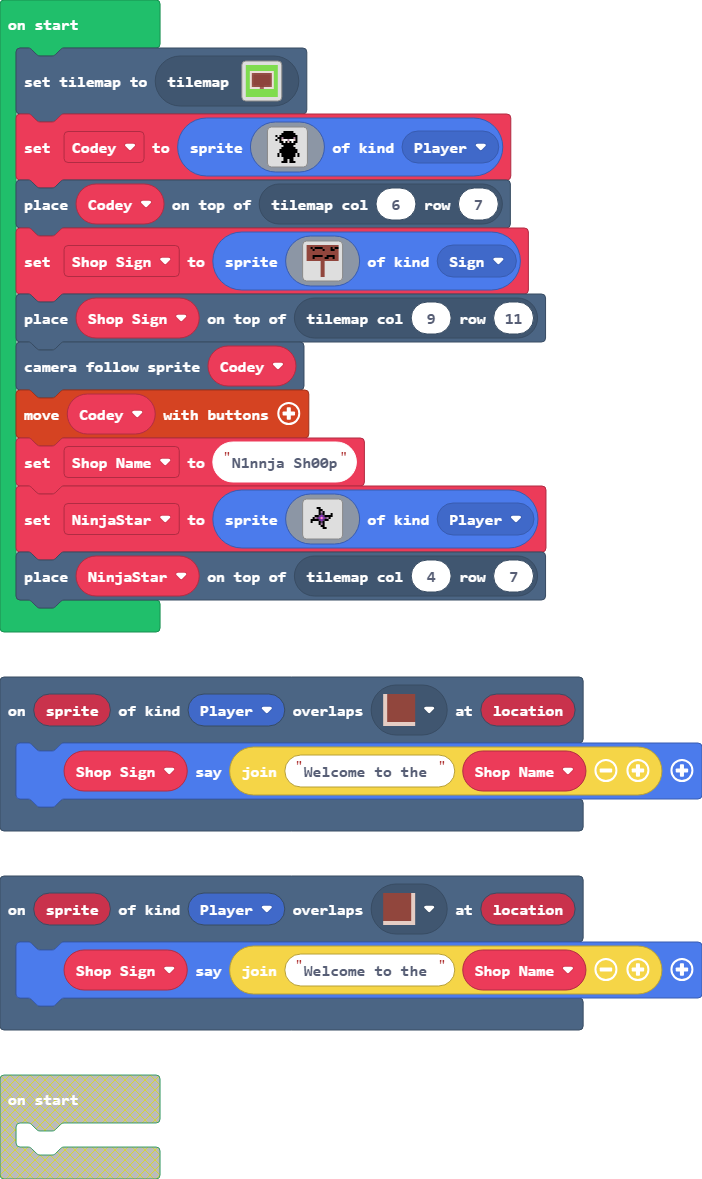 on start
set tilemap to tilemap
set Codey to sprite of kind Player
place Codey on top of tilemap col 6 row 7
set Shop Sign to sprite of kind Sign
place Shop Sign on top of tilemap col 9 row 11
camera follow sprite Codey
move Codey with buttons
set Shop Name to "N1nnja Sh00p"
set NinjaStar to sprite of kind Player
place NinjaStar on top of tilemap col 4 row 7
on sprite of kind Player overlaps at location
Shop Sign say join "Welcome to the " Shop Name
on sprite of kind Player overlaps at location
Shop Sign say join "Welcome to the " Shop Name
on start